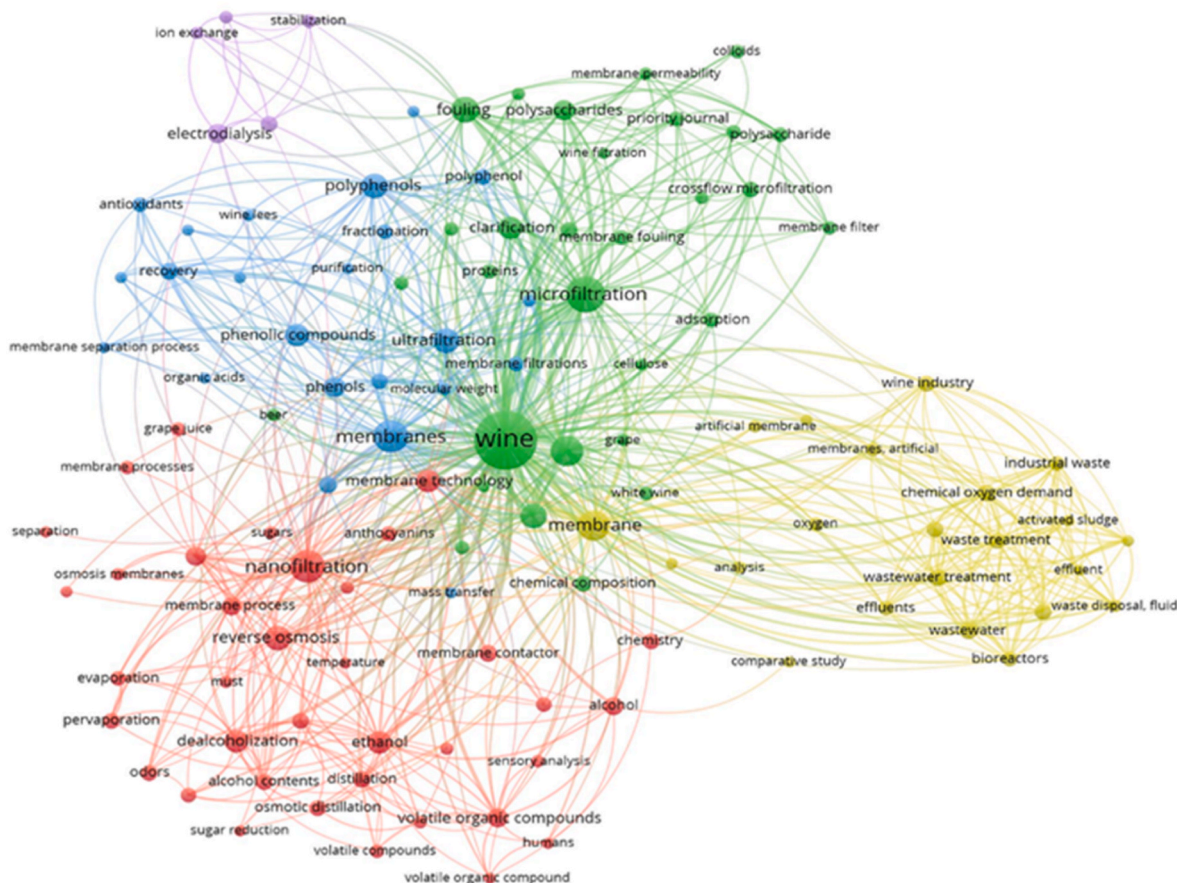 stabilization
ion exchange
colloids
membrane permeability
fouling
polysaccharides
priority journal
electrodialysis
polysaccharide
wine filtration
polyphenols
polyphenol
crossflow microfiltration
antioxidants
wine lees
fractionation
clarification
membrane fouling
membrane filter
recovery
purification
proteins
microfiltration
adsorption
phenolic compounds
ultrafiltration
membrane separation process
membrane filtrations
cellulose
organic acids
phenols
molecular weight
wine industry
beer
grape juice
artificial membrane
membranes
wine
grape
membranes, artificial
membrane processes
industrial waste
membrane technology
white wine
chemical oxygen demand
separation
sugars
anthocyanins
membrane
oxygen
activated sludge
waste treatment
nanofiltration
osmosis membranes
analysis
effluent
wastewater treatment
mass transfer
chemical composition
membrane process
effluents
waste disposal, fluid
reverse osmosis
chemistry
wastewater
temperature
membrane contactor
comparative study
bioreactors
evaporation
must
alcohol
pervaporation
dealcoholization
ethanol
sensory analysis
odors
alcohol contents
distillation
osmotic distillation
volatile organic compounds
sugar reduction
humans
volatile compounds
volatile organic compound